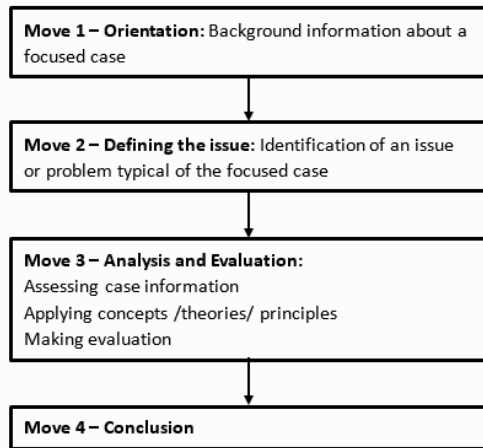 Move 1 – Orientation: Background information about a
focused case
Move 2 – Defining the issue: Identification of an issue
or problem typical of the focused case
Move 3 – Analysis and Evaluation:
Assessing case information
Applying concepts /theories/ principles
Making evaluation
Move 4 – Conclusion